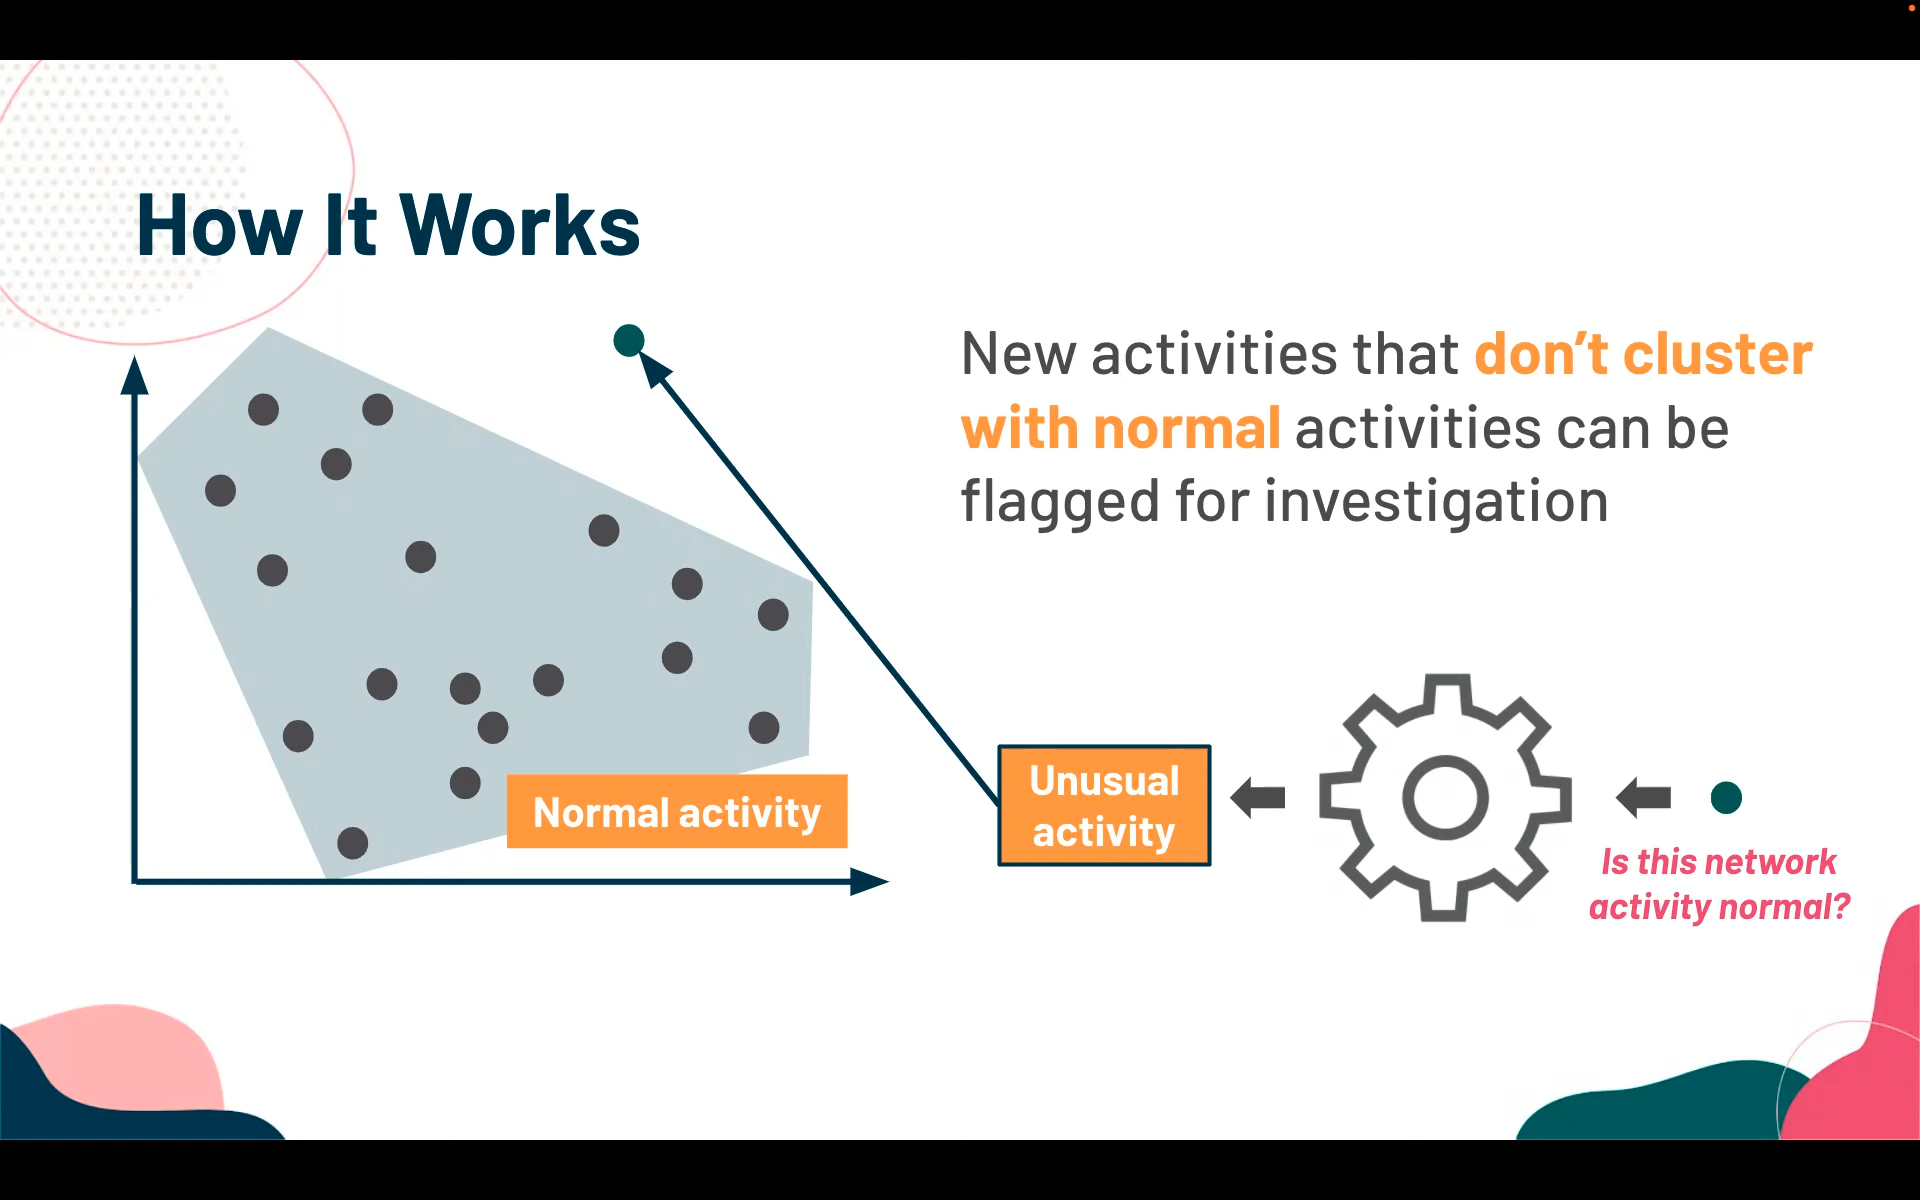 How It Works
New activities that don’t cluster
with normal activities can be
flagged for investigation
Normal activity
Unusual
activity
Is this network
activity normal?